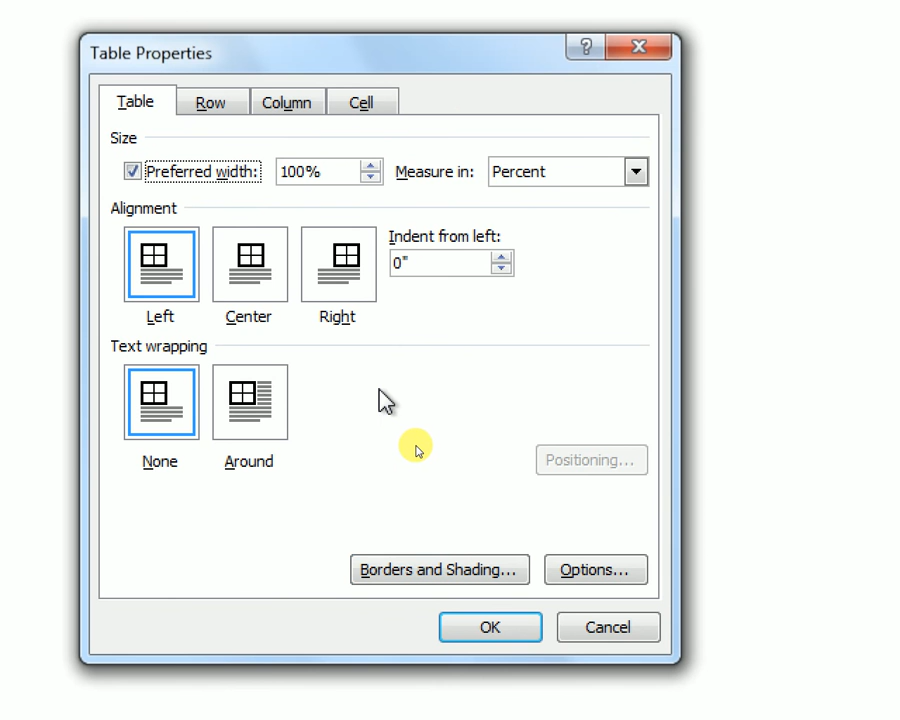 Table Properties
?
Table Row Column Cell
Size
Preferred width: 100% Measure in: Percent
Alignment
Indent from left:
0"
Left Center Right
Text wrapping
None Around
Positioning...
Borders and Shading... Options...
OK Cancel